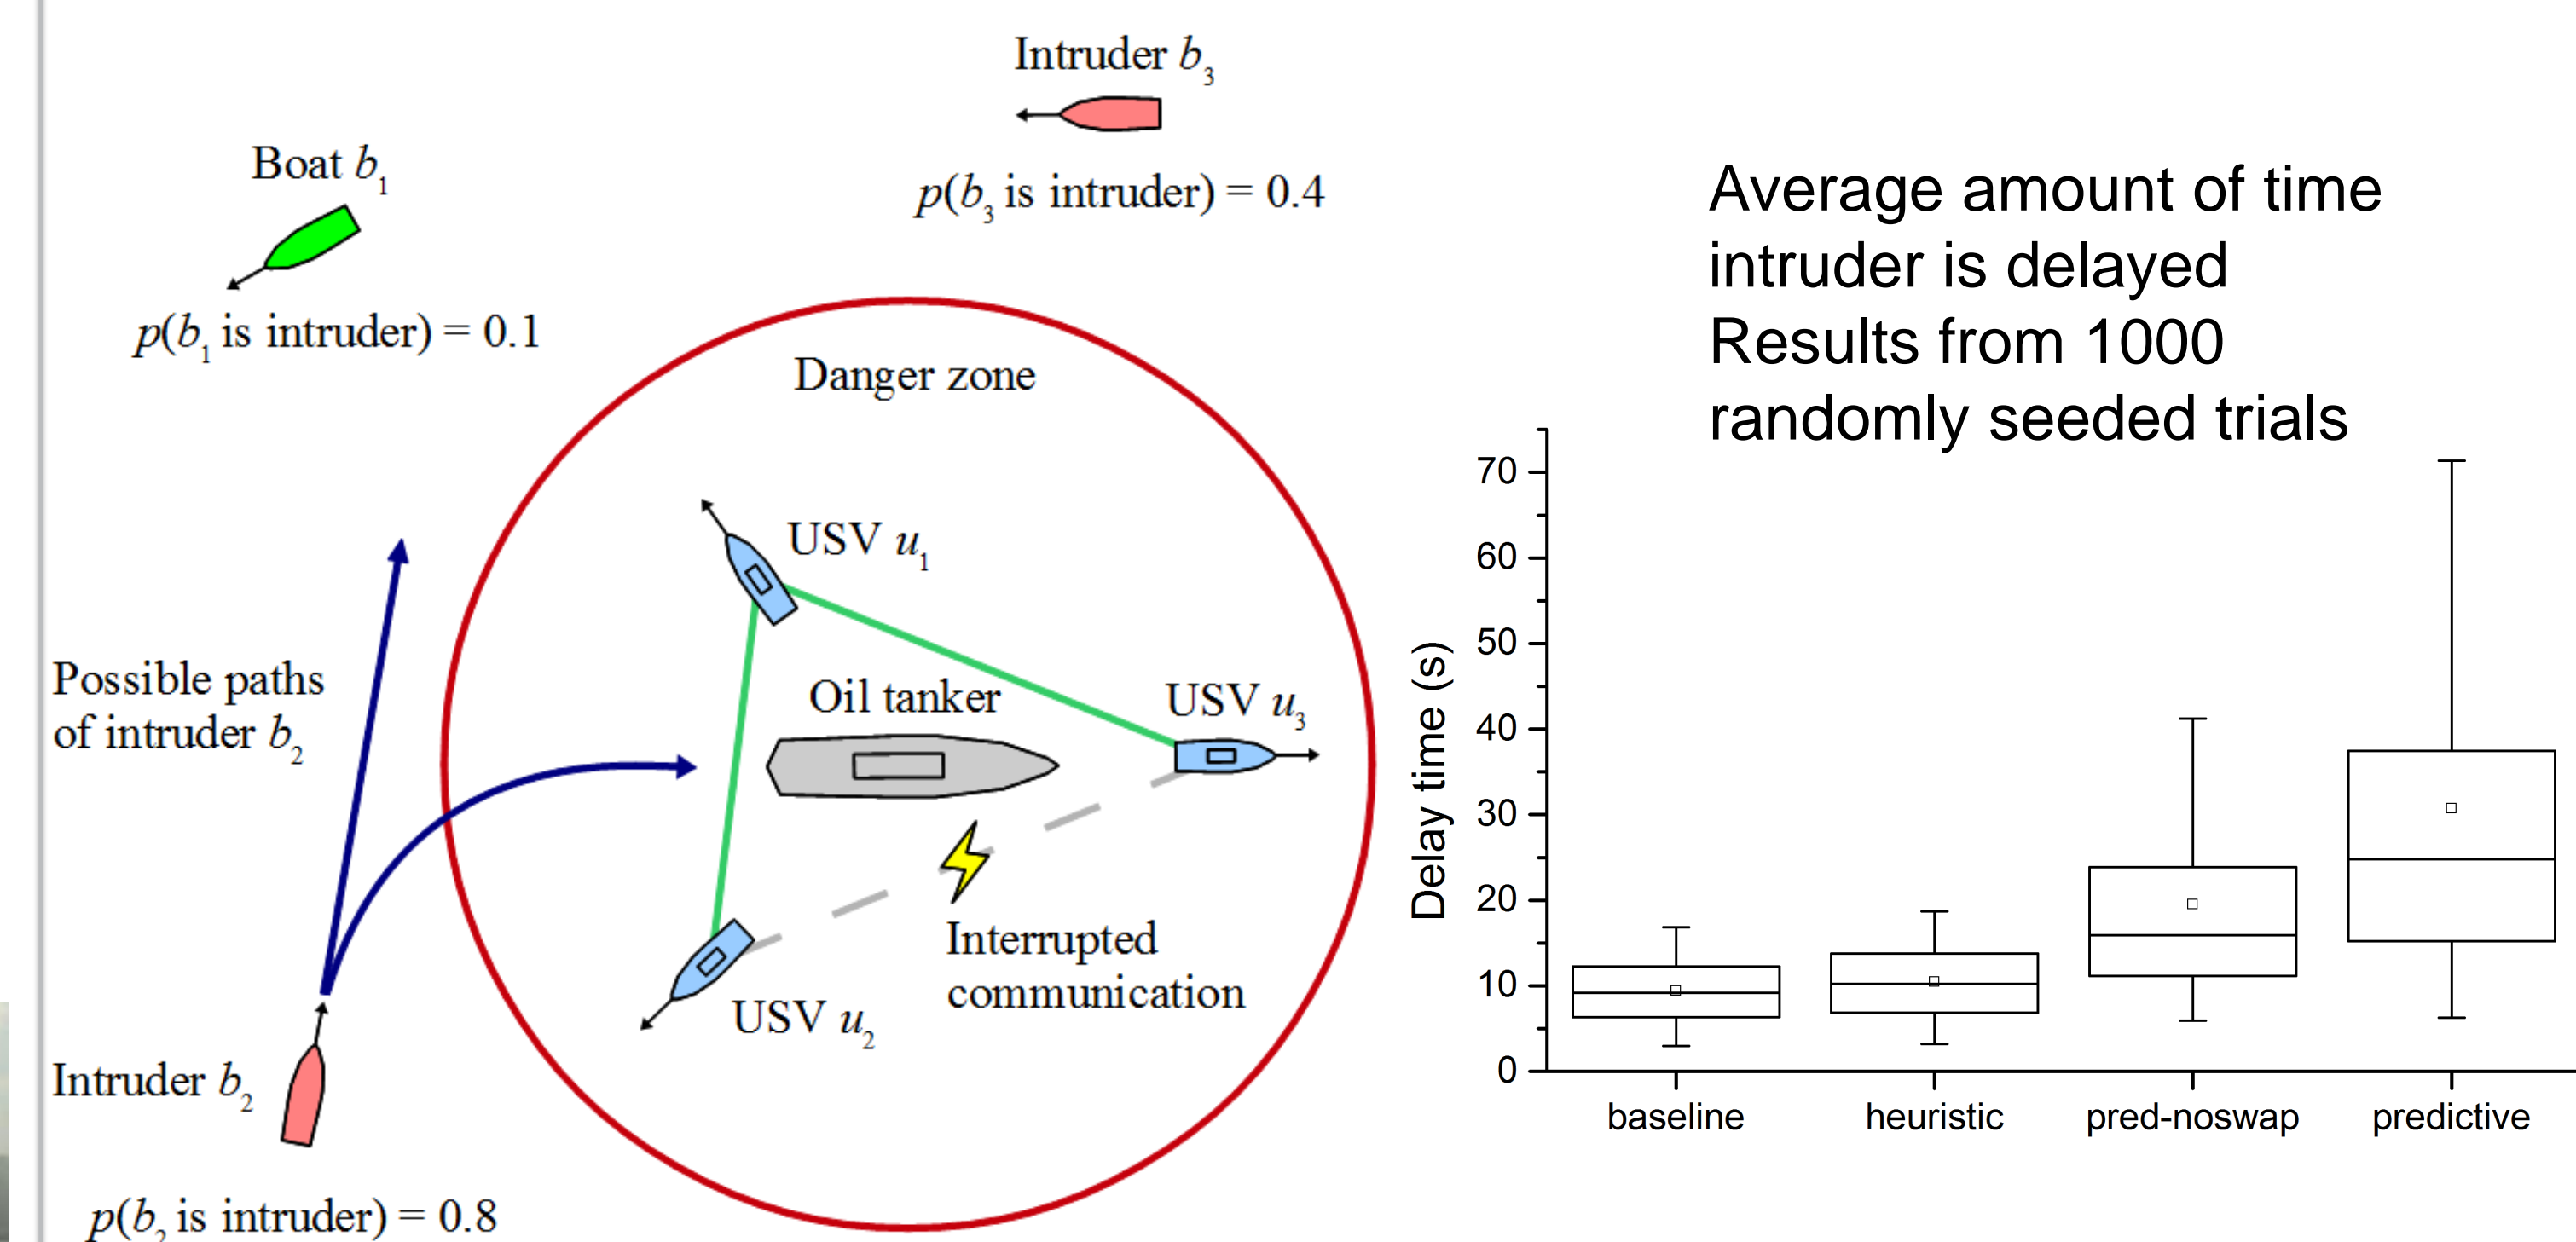 Intruder b3
Boat b1
p(b3 is intruder) = 0.4
p(b1 is intruder) = 0.1
Danger zone
USV u1
Possible paths
of intruder b2
Oil tanker
USV u3
Interrupted
communication
USV u2
Intruder b2
p(b2 is intruder) = 0.8
Average amount of time
intruder is delayed
Results from 1000
randomly seeded trials
Delay time (s)
70
60
50
40
30
20
10
0
baseline heuristic pred-noswap predictive